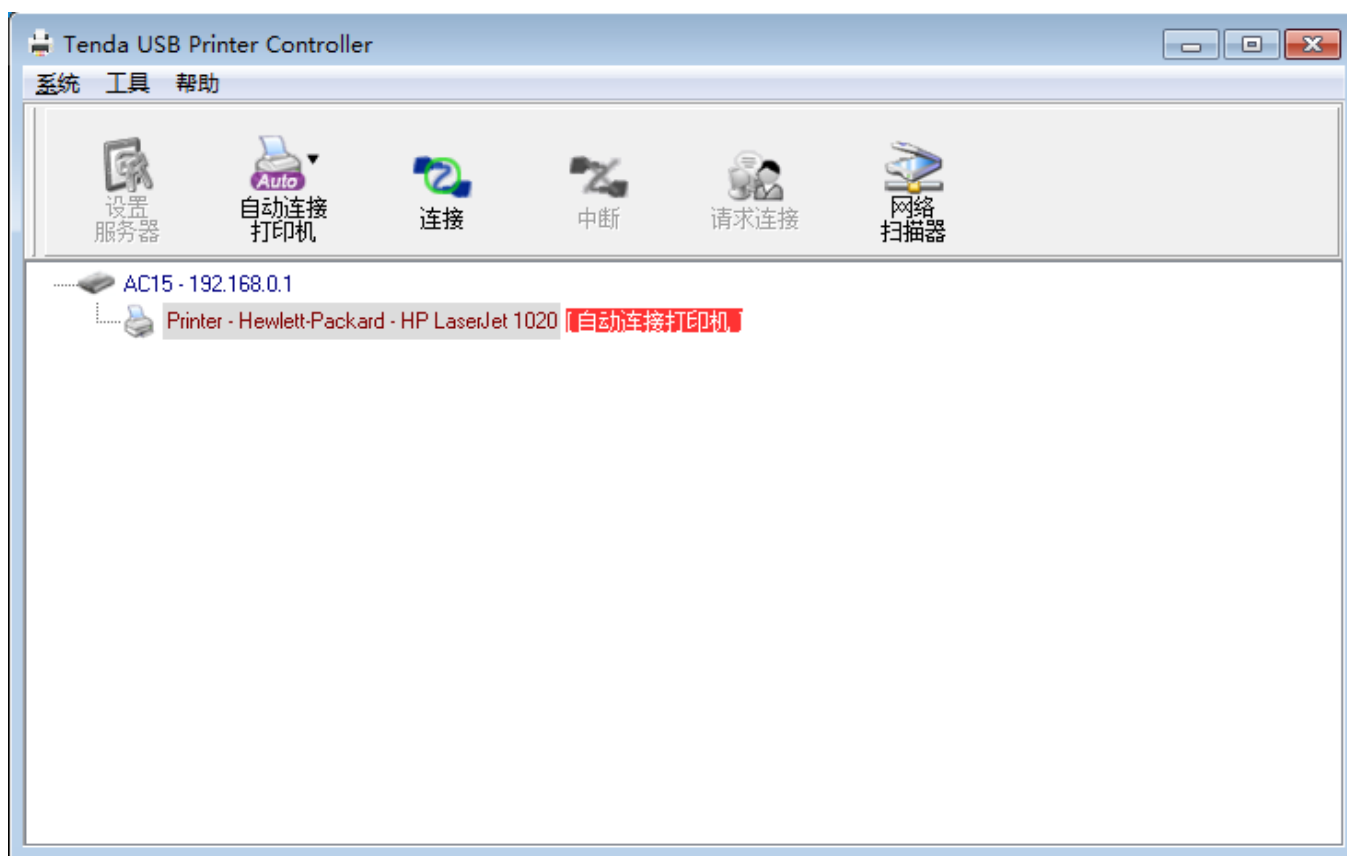 Tenda USB Printer Controller
系统 工具 帮助
设置
服务器
Auto
自动连接
打印机
连接
中断
请求连接
网络
扫描器
AC15 - 192.168.0.1
Printer - Hewlett-Packard - HP LaserJet 1020 [自动连接打印机]